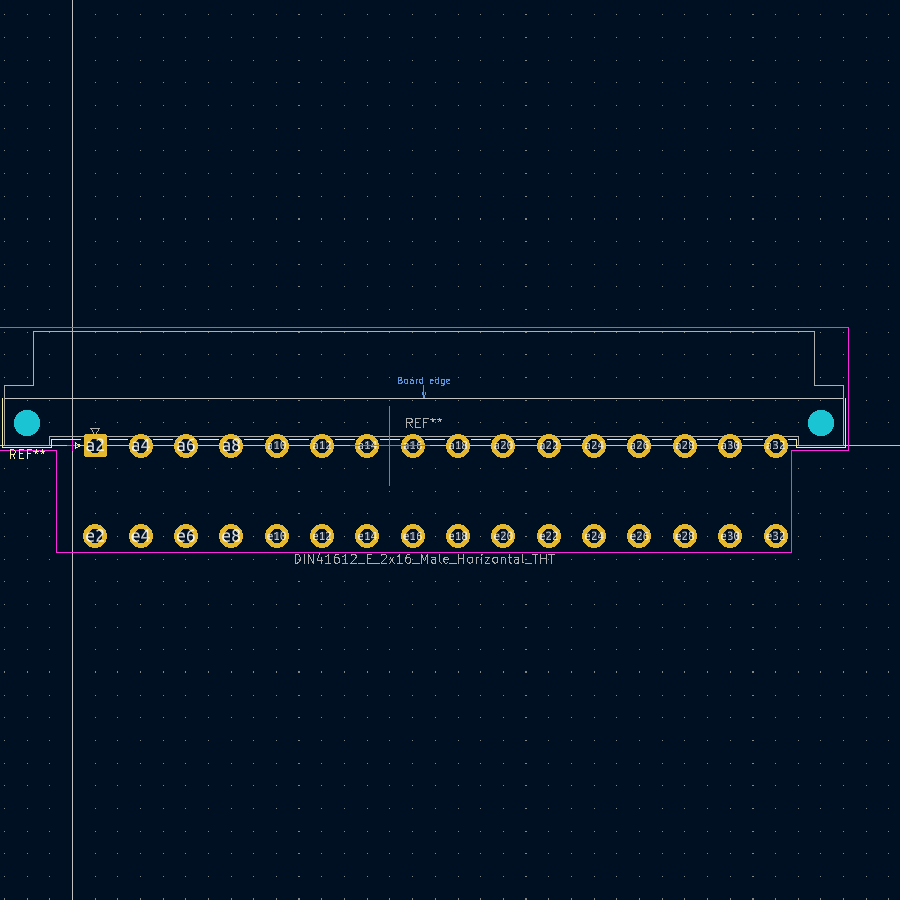 Board edge
REF**
a2 a4 a6 a8 a10 a12 a14 a16 a18 a20 a22 a24 a26 a28 a30 a32
REF**
e2 e4 e6 e8 e10 e12 e14 e16 e18 e20 e22 e24 e26 e28 e30 e32
DIN41612_E_2x16_Male_Horizontal_THT